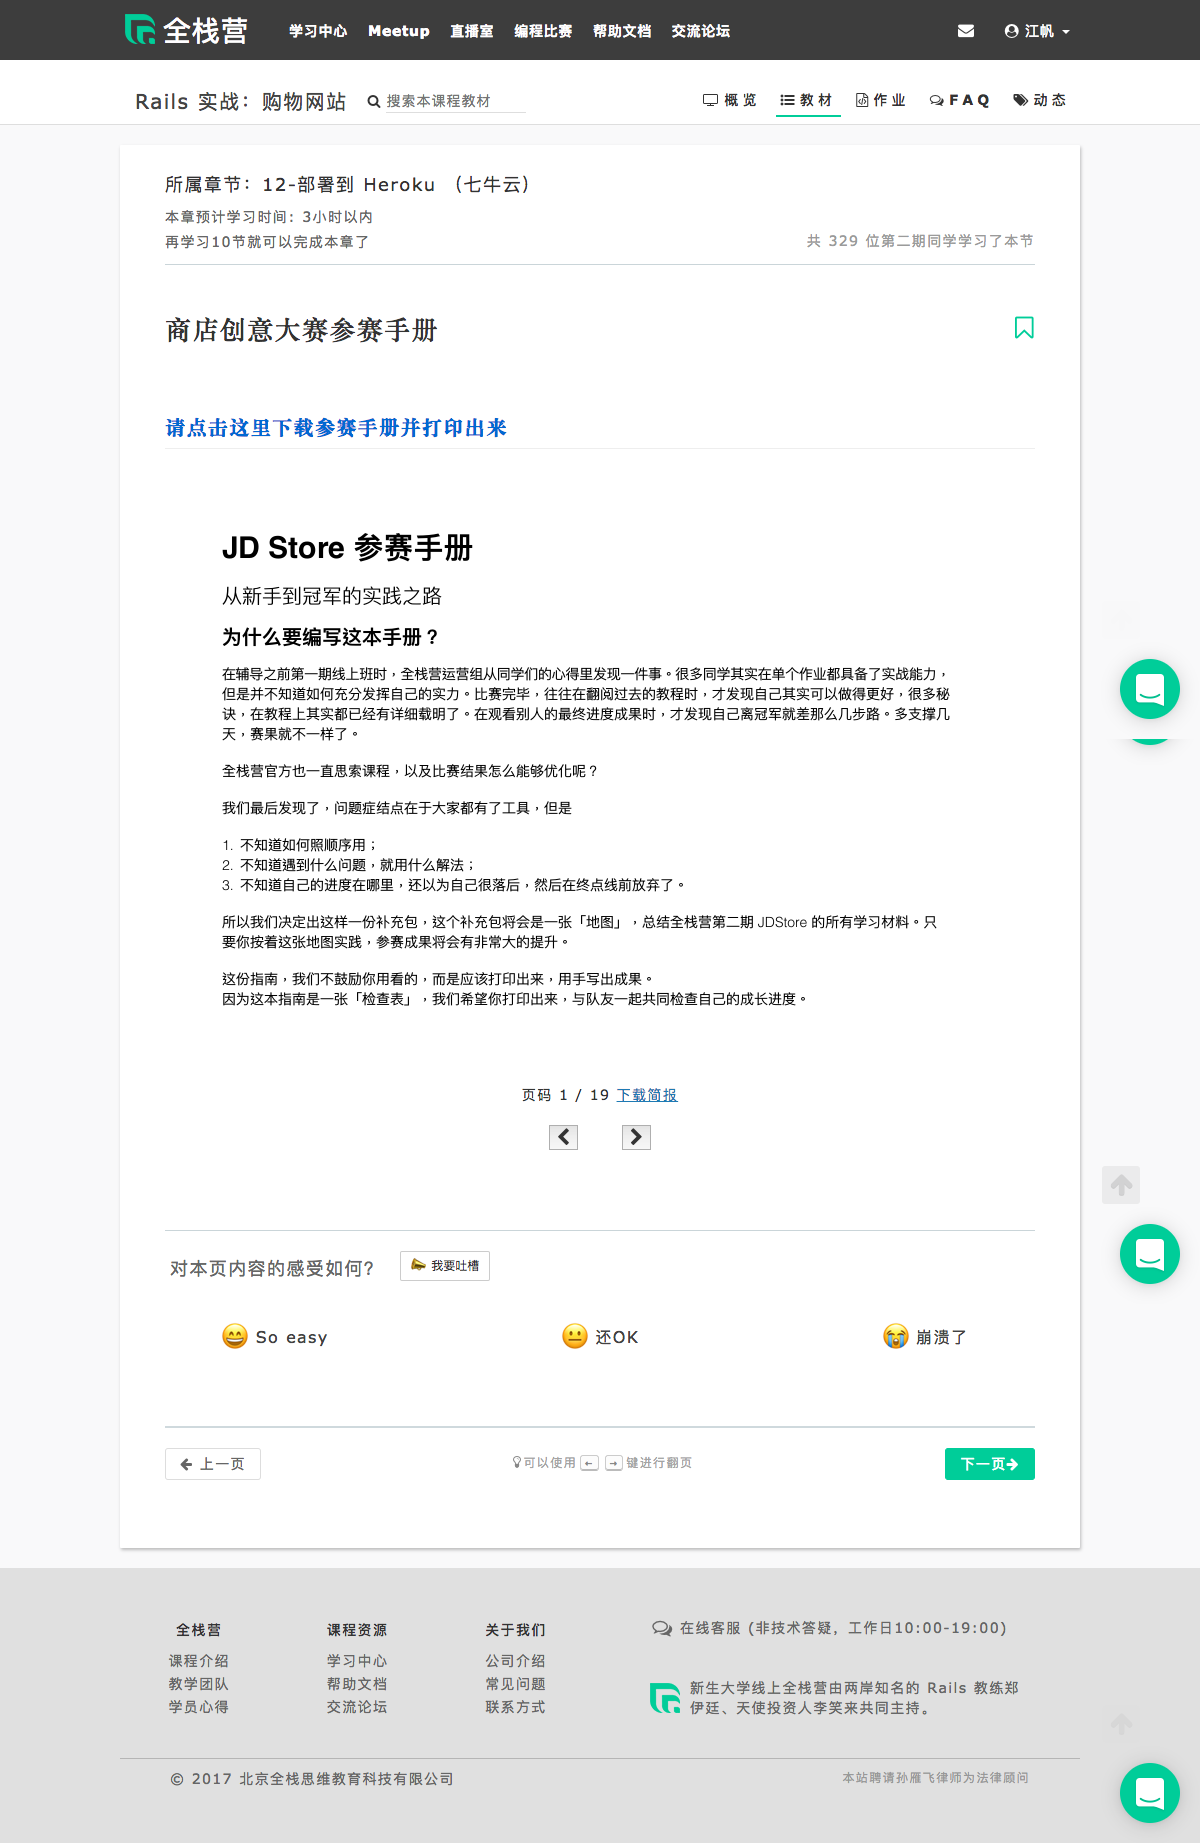 全栈营 学习中心 Meetup 直播室 编程比赛 帮助文档 交流论坛 江帆
Rails 实战：购物网站 搜索本课程教材 概览 教材 作业 FAQ 动态
所属章节：12-部署到 Heroku （七牛云）
本章预计学习时间：3小时以内
再学习10节就可以完成本章了 共 329 位第二期同学学习了本节
商店创意大赛参赛手册
请点击这里下载参赛手册并打印出来
JD Store 参赛手册
从新手到冠军的实践之路
为什么要编写这本手册？
在辅导之前第一期线上班时，全栈营运营组从同学们的心得里发现一件事。很多同学其实在单个作业都具备了实战能力，
但是并不知道如何充分发挥自己的实力。比赛完毕，往往在翻阅过去的教程时，才发现自己其实可以做得更好，很多秘
诀，在教程上其实都已经有详细载明了。在观看别人的最终进度成果时，才发现自己离冠军就差那么几步路。多支撑几
天，赛果就不一样了。
全栈营官方也一直思索课程，以及比赛结果怎么能够优化呢？
我们最后发现了，问题症结点在于大家都有了工具，但是
1. 不知道如何照顺序用；
2. 不知道遇到什么问题，就用什么解法；
3. 不知道自己的进度在哪里，还以为自己很落后，然后在终点线前放弃了。
所以我们决定出这样一份补充包，这个补充包将会是一张「地图」，总结全栈营第二期 JDStore 的所有学习材料。只
要你按着这张地图实践，参赛成果将会有非常大的提升。
这份指南，我们不鼓励你用看的，而是应该打印出来，用手写出成果。
因为这本指南是一张「检查表」，我们希望你打印出来，与队友一起共同检查自己的成长进度。
页码 1 / 19 下载简报
对本页内容的感受如何? 我要吐槽
So easy 还OK 崩溃了
上一页 可以使用 ← → 键进行翻页 下一页
全栈营 课程资源 关于我们 在线客服 (非技术答疑，工作日10:00-19:00)
课程介绍 学习中心 公司介绍
教学团队 帮助文档 常见问题 新生大学线上全栈营由两岸知名的 Rails 教练郑
学员心得 交流论坛 联系方式 伊廷、天使投资人李笑来共同主持。
© 2017 北京全栈思维教育科技有限公司 本站聘请孙雁飞律师为法律顾问